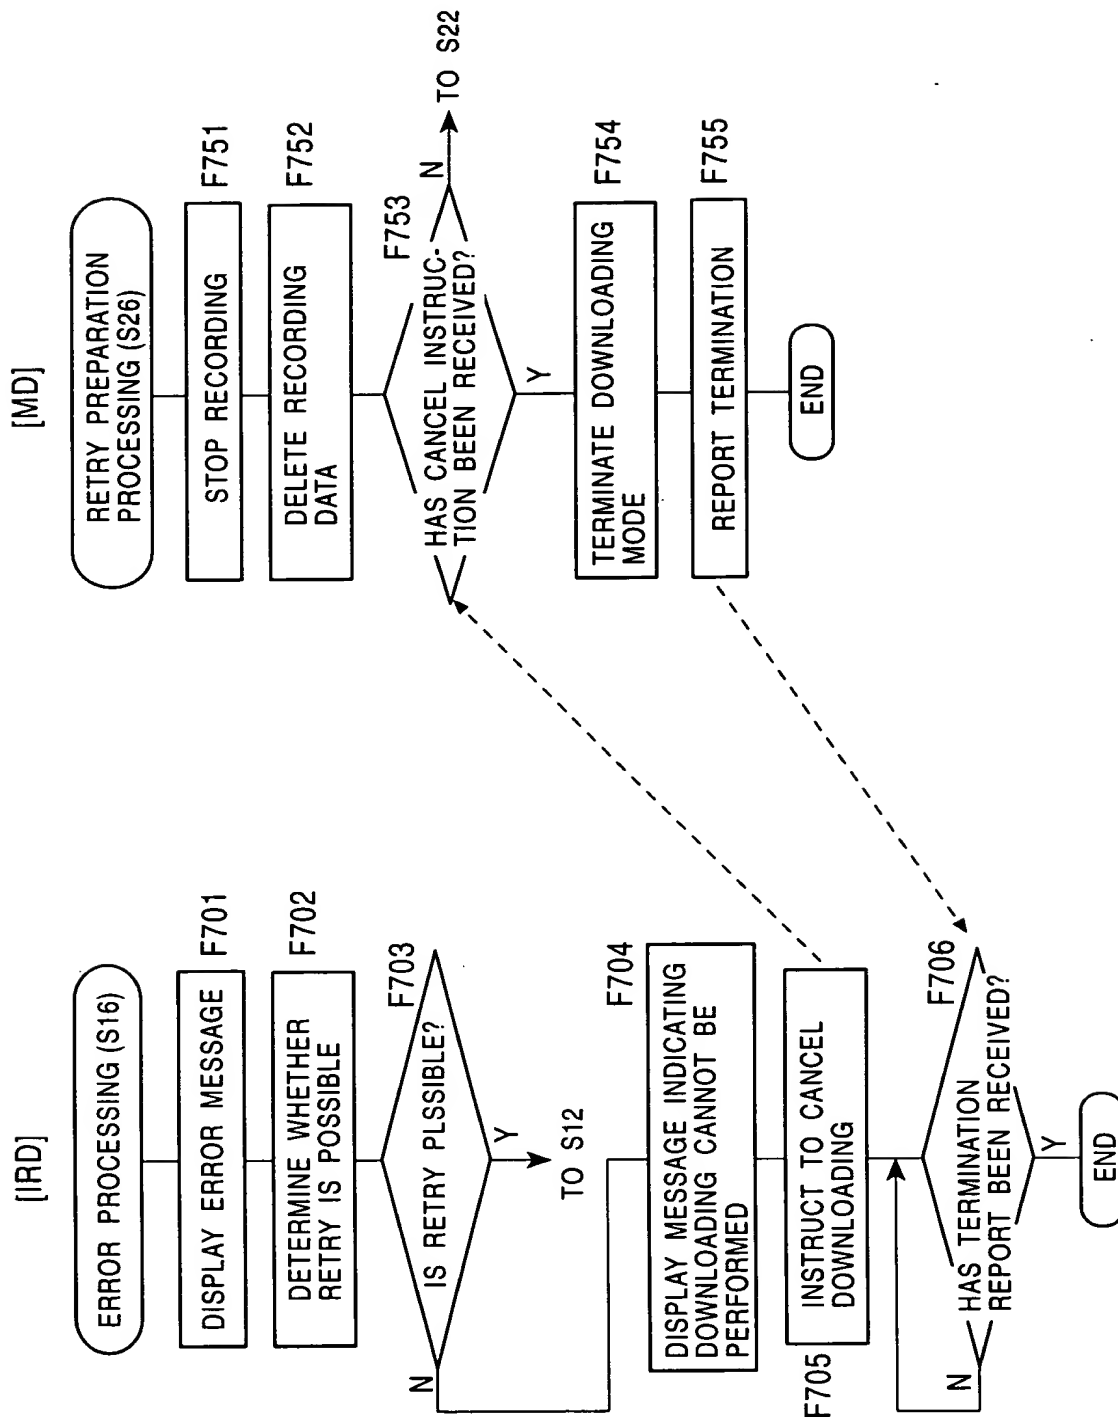 [IRD]
ERROR PROCESSING (S16)
F701
DISPLAY ERROR MESSAGE
F702
DETERMINE WHETHER
RETRY IS POSSIBLE
F703
IS RETRY PLSSIBLE?
N
Y
TO S12
F704
DISPLAY MESSAGE INDICATING
DOWNLOADING CANNOT BE
PERFORMED
F705
INSTRUCT TO CANCEL
DOWNLOADING
F706
HAS TERMINATION
REPORT BEEN RECEIVED?
N
Y
END
[MD]
RETRY PREPARATION
PROCESSING (S26)
F751
STOP RECORDING
F752
DELETE RECORDING
DATA
F753
HAS CANCEL INSTRUC-
TION BEEN RECEIVED?
N
TO S22
Y
F754
TERMINATE DOWNLOADING
MODE
F755
REPORT TERMINATION
END